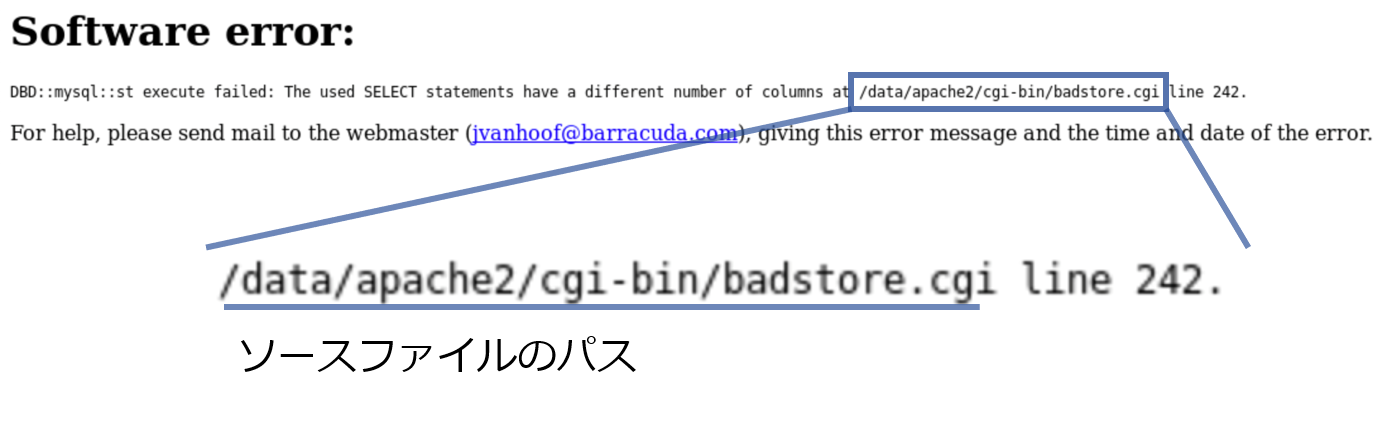 Software error:
DBD::mysql::st execute failed: The used SELECT statements have a different number of columns at /data/apache2/cgi-bin/badstore.cgi line 242.
For help, please send mail to the webmaster (jvanhoof@barracuda.com), giving this error message and the time and date of the error.
/data/apache2/cgi-bin/badstore.cgi line 242.
ソースファイルのパス